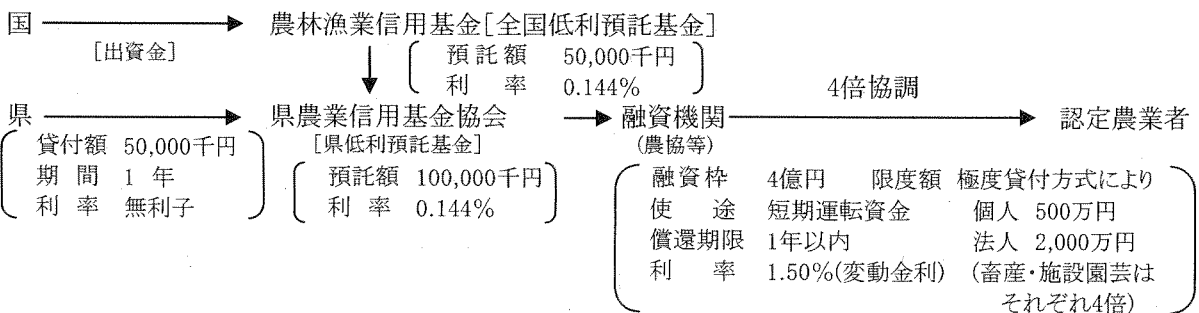 国 → 農林漁業信用基金[全国低利預託基金]
[出資金]
預託額 50,000千円
利率 0.144%
4倍協調
県 → 県農業信用基金協会 → 融資機関 → 認定農業者
[県低利預託基金] (農協等)
貸付額 50,000千円
期間 1年
利率 無利子
預託額 100,000千円
利率 0.144%
融資枠 4億円 限度額 極度貸付方式により
使途 短期運転資金 個人 500万円
償還期限 1年以内 法人 2,000万円
利率 1.50%(変動金利) (畜産・施設園芸は
それぞれ4倍)